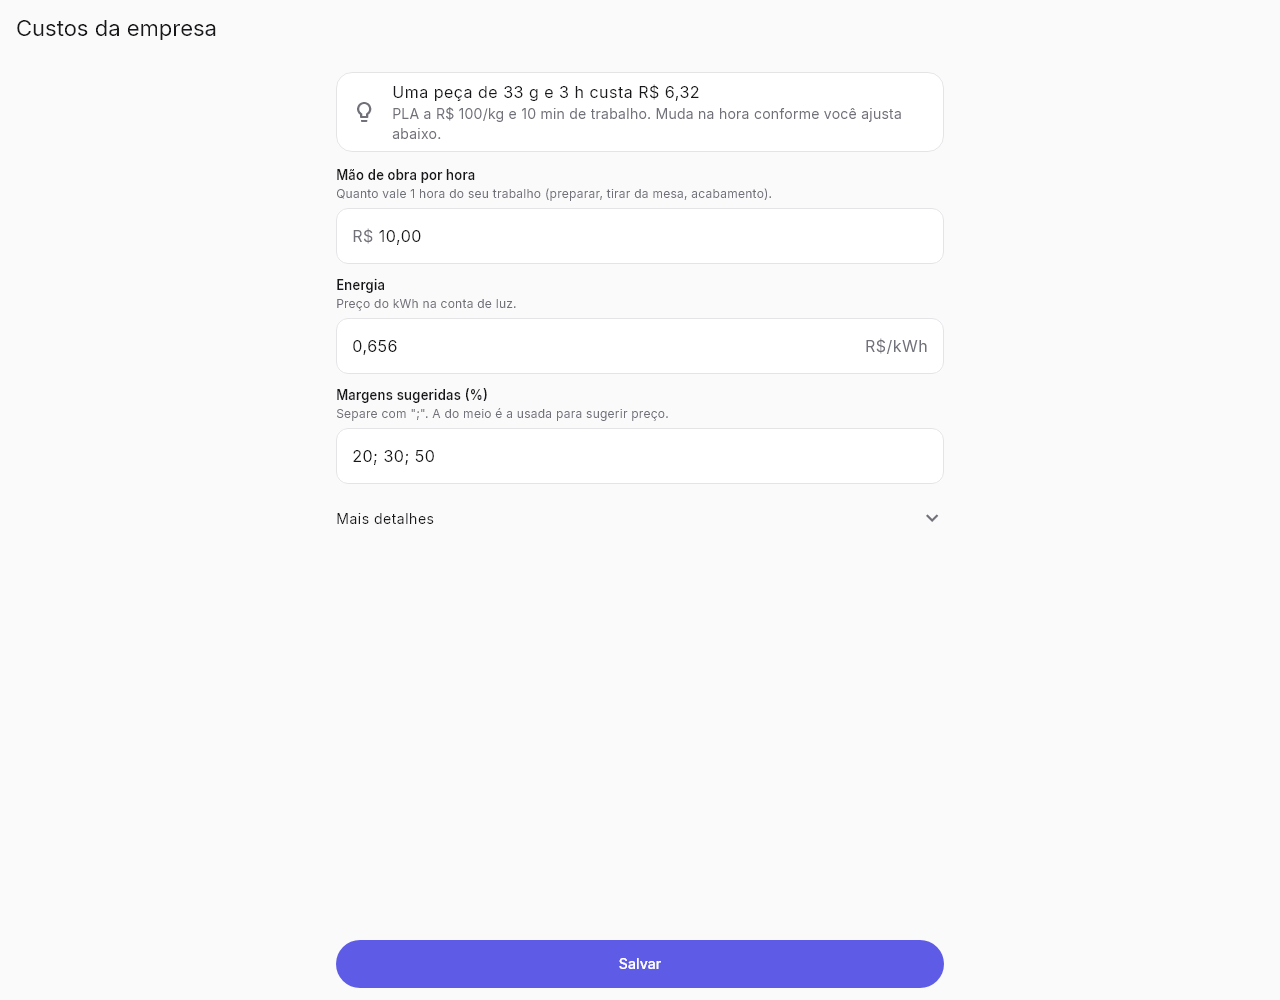 Custos da empresa
Uma peça de 33 g e 3 h custa R$ 6,32
PLA a R$ 100/kg e 10 min de trabalho. Muda na hora conforme você ajusta
abaixo.
Mão de obra por hora
Quanto vale 1 hora do seu trabalho (preparar, tirar da mesa, acabamento).
R$ 10,00
Energia
Preço do kWh na conta de luz.
0,656 R$/kWh
Margens sugeridas (%)
Separe com ";". A do meio é a usada para sugerir preço.
20; 30; 50
Mais detalhes
Salvar